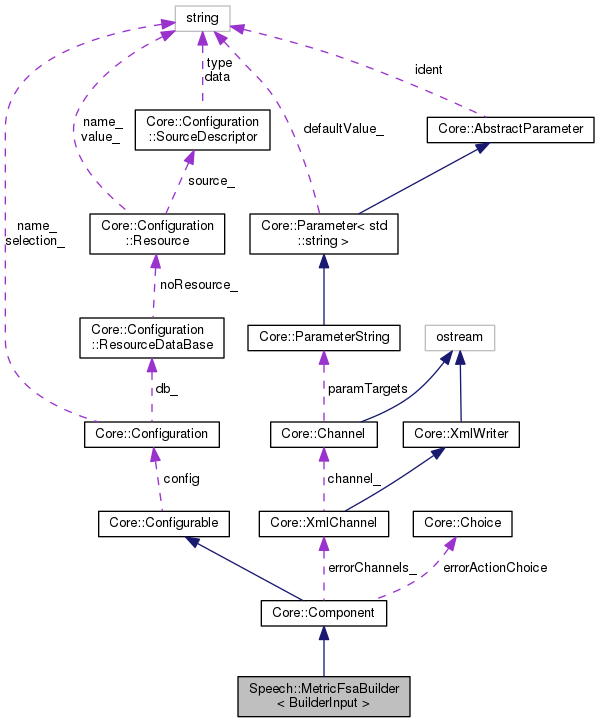 string
type
data
ident
name_
value_
Core::Configuration
::SourceDescriptor
defaultValue_
Core::AbstractParameter
source_
name_
selection_
Core::Configuration
::Resource
Core::Parameter< std
::string >
noResource_
Core::Configuration
::ResourceDataBase
Core::ParameterString
ostream
db_
paramTargets
Core::Configuration
Core::Channel
Core::XmlWriter
config
channel_
Core::Configurable
Core::XmlChannel
Core::Choice
errorChannels_
errorActionChoice
Core::Component
Speech::MetricFsaBuilder
< BuilderInput >